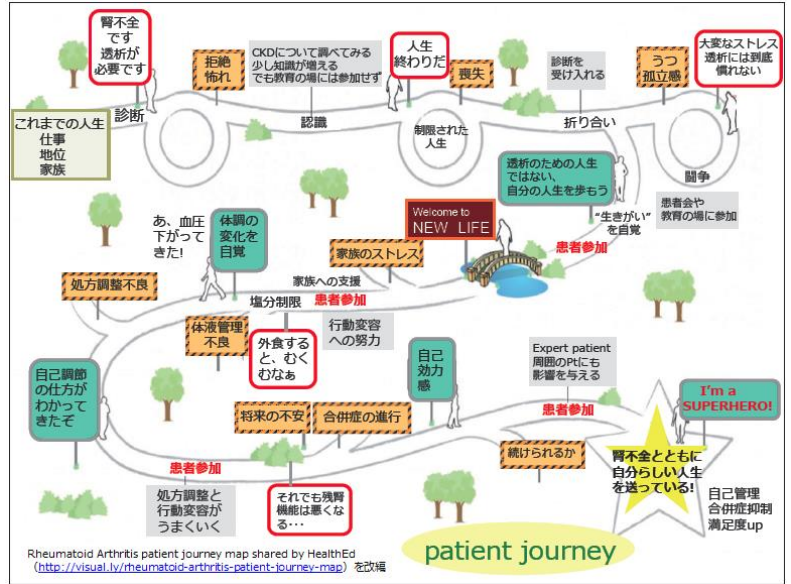 腎不全
です
透析が
必要です
拒絶
怖れ
CKDについて調べてみる
少し知識が増える
でも教育の場には参加せず
人生
終わりだ
喪失
診断を
受け入れる
うつ
孤立感
大変なストレス
透析には到底
慣れない
これまでの人生
仕事
地位
家族
診断
認識
制限された
人生
折り合い
闘争
透析のための人生
ではない、
自分の人生を歩もう
"生きがい"
を自覚
患者会や
教育の場に参加
患者参加
Welcome to
NEW LIFE
あ、血圧
下がって
きた!
体調の
変化を
自覚
家族のストレス
処方調整不良
家族への支援
塩分制限
患者参加
体液管理
不良
行動変容
への努力
外食する
と、むく
むなぁ
自己調節
の仕方が
わかって
きたぞ
自己
効力
感
Expert patient
周囲のPtにも
影響を与える
患者参加
I'm a
SUPERHERO!
将来の不安
合併症の進行
続けられるか
腎不全とともに
自分らしい人生
を送っている!
患者参加
処方調整と
行動変容が
うまくいく
それでも残腎
機能は悪くな
る・・・
自己管理
合併症抑制
満足度up
patient journey
Rheumatoid Arthritis patient journey map shared by HealthEd
(http://visual.ly/rheumatoid-arthritis-patient-journey-map)を改編